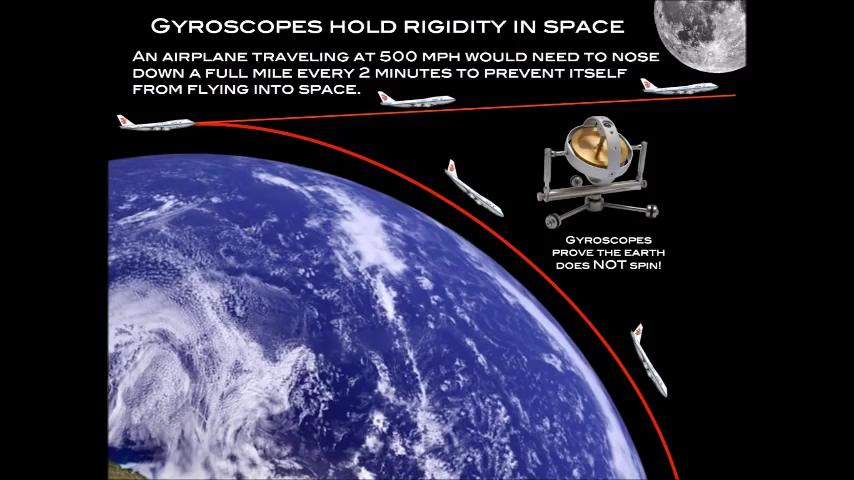 Gyroscopes hold rigidity in space
An airplane traveling at 500 mph would need to nose
down a full mile every 2 minutes to prevent itself
from flying into space.
Gyroscopes
prove the earth
does NOT spin!